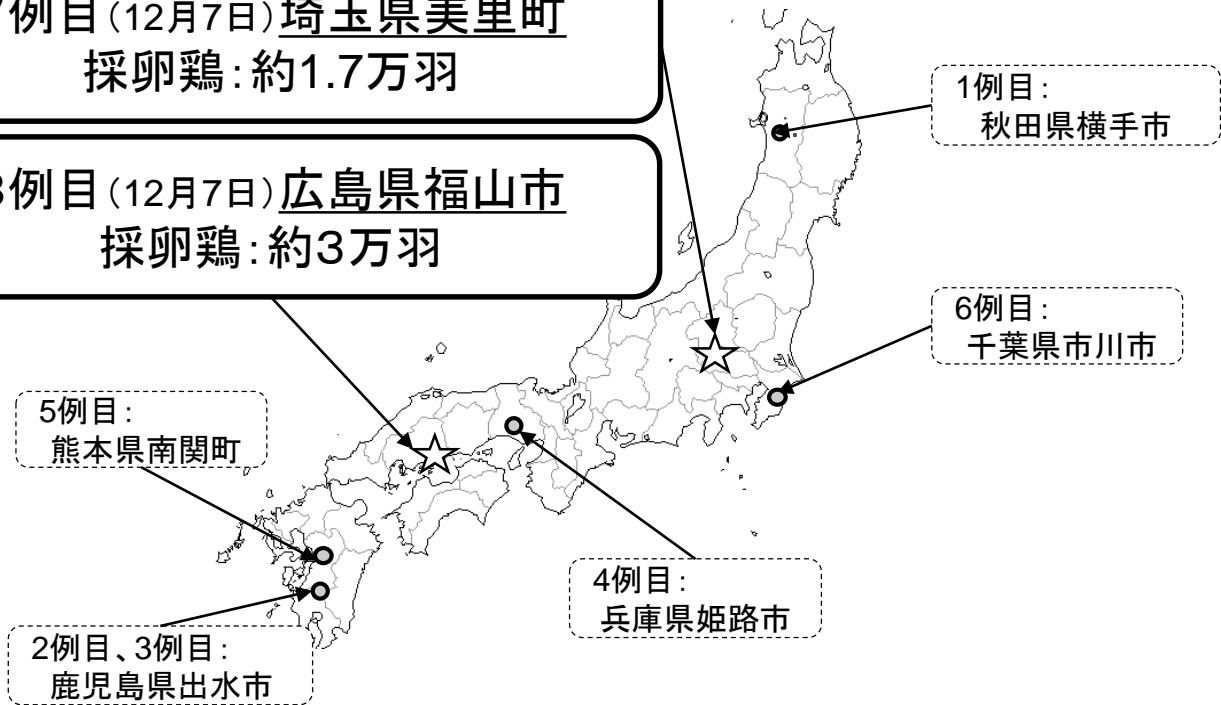 7例目(12月7日)埼玉県美里町
採卵鶏:約1.7万羽
8例目(12月7日)広島県福山市
採卵鶏:約3万羽
1例目:
秋田県横手市
6例目:
千葉県市川市
5例目:
熊本県南関町
4例目:
兵庫県姫路市
2例目、3例目:
鹿児島県出水市